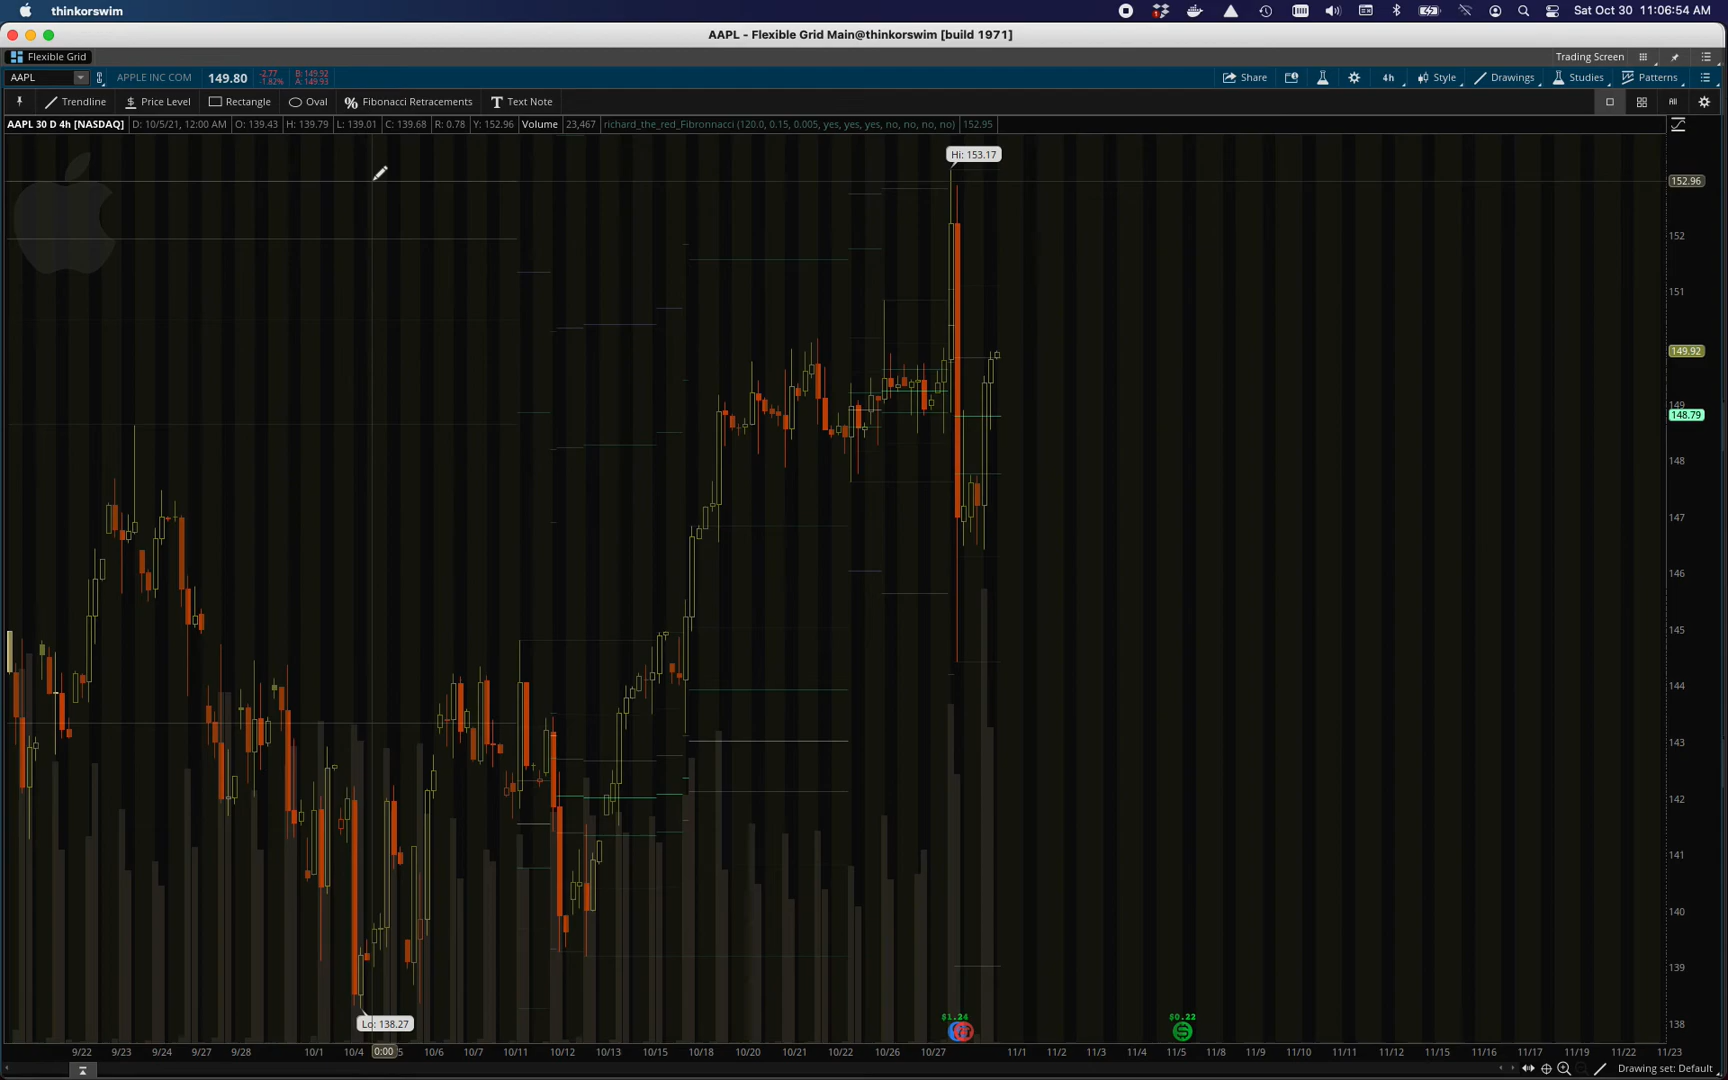 thinkorswim
Sat Oct 30 11:06:54 AM
AAPL - Flexible Grid Main@thinkorswim [build 1971]
Flexible Grid
Trading Screen
AAPL
APPLE INC COM
149.80
-2.77
-1.82%
B: 149.92
A: 149.93
Share
4h
Style
Drawings
Studies
Patterns
Trendline
$ Price Level
Rectangle
Oval
% Fibonacci Retracements
T Text Note
All
AAPL 30 D 4h [NASDAQ] D: 10/5/21, 12:00 AM O: 139.43 H: 139.79 L: 139.01 C: 139.68 R: 0.78 Y: 152.96 Volume 23,467 richard_the_red_Fibronnacci (120.0, 0.15, 0.005, yes, yes, yes, no, no, no, no) 152.95
Hi: 153.17
152.96
152
151
149.92
149
148.79
148
147
146
145
144
143
142
141
140
139
138
Lo: 138.27
$1.24
$0.22
9/22 9/23 9/24 9/27 9/28 10/1 10/4 0:00 5 10/6 10/7 10/11 10/12 10/13 10/15 10/18 10/20 10/21 10/22 10/26 10/27 11/1 11/2 11/3 11/4 11/5 11/8 11/9 11/10 11/11 11/12 11/15 11/16 11/17 11/19 11/22 11/23
Drawing set: Default